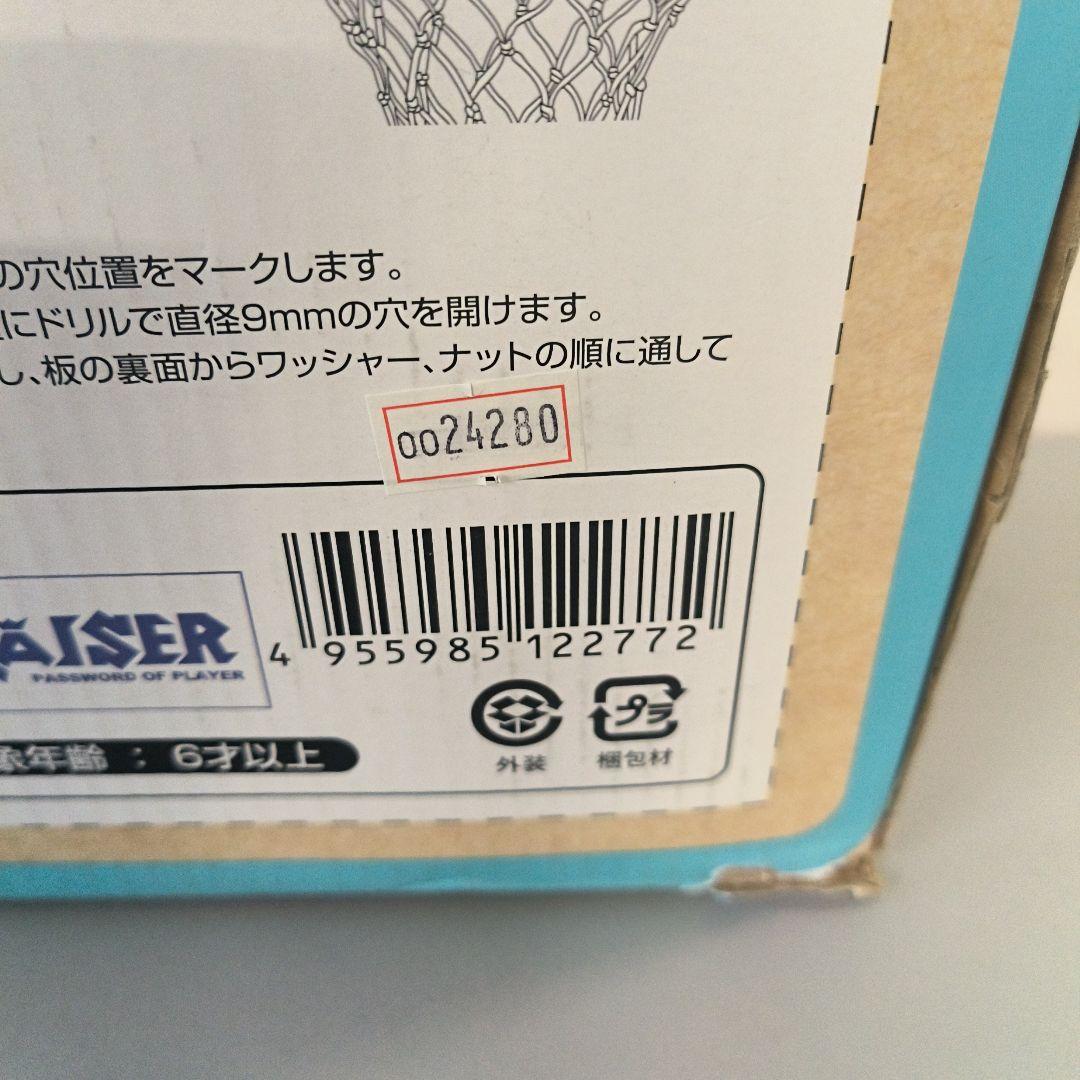 の穴位置をマークします。
にドリルで直径9mmの穴を開けます。
し、板の裏面からワッシャー、ナットの順に通して
0024280
4 955985 122772
KAISER
PASSWORD OF PLAYER
プラ
外装
梱包材
象年齢 : 6才以上